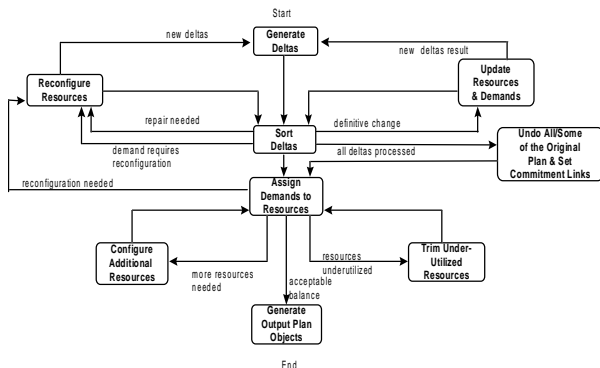 Start
Generate
Deltas
new deltas
new deltas result
Reconfigure
Resources
Update
Resources
& Demands
repair needed
definitive change
Sort
Deltas
demand requires
reconfiguration
all deltas processed
Undo All/Some
of the Original
Plan & Set
Commitment Links
reconfiguration needed
Assign
Demands to
Resources
Configure
Additional
Resources
more resources
needed
acceptable
balance
resources
underutilized
Trim Under-
Utilized
Resources
Generate
Output Plan
Objects
End